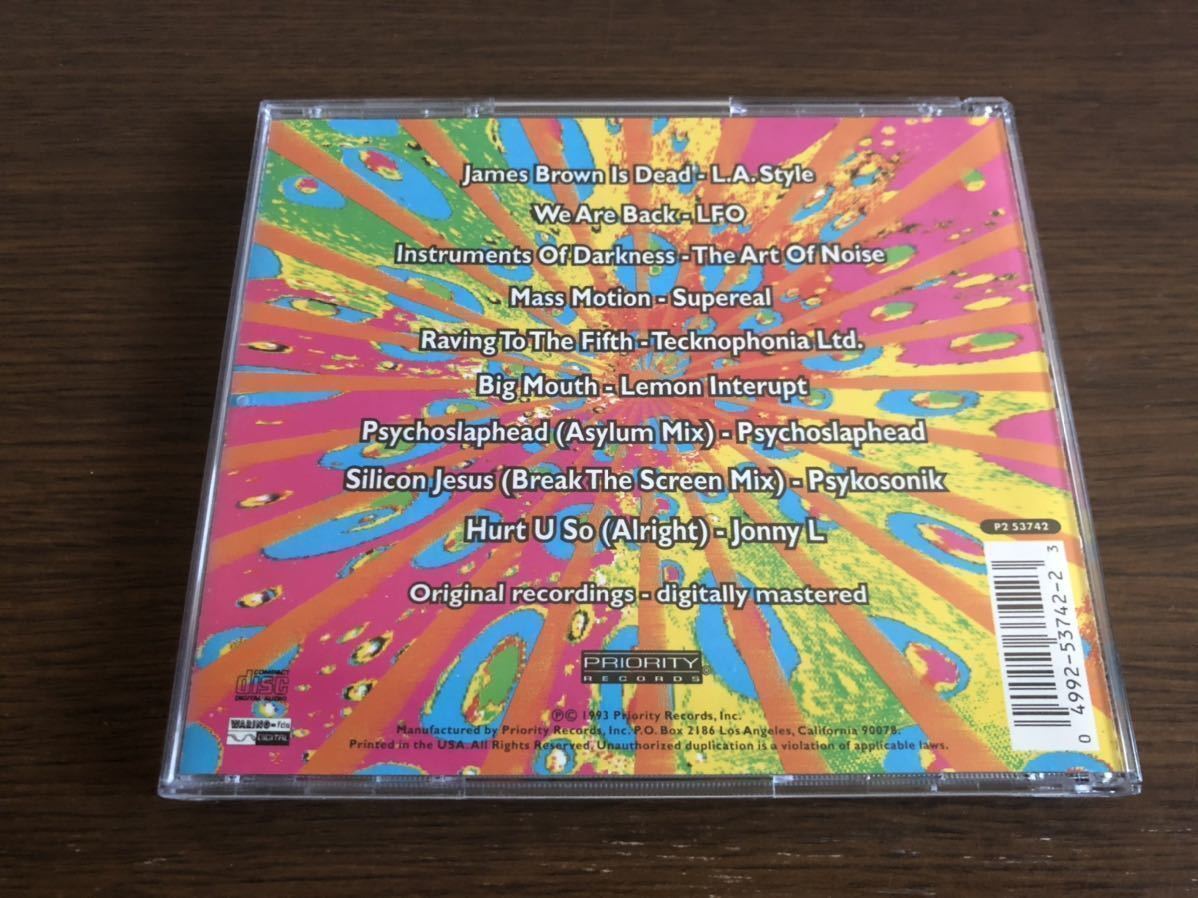 James Brown Is Dead - L.A. Style
We Are Back - LFO
Instruments Of Darkness - The Art Of Noise
Mass Motion - Supereal
Raving To The Fifth - Tecknophonia Ltd.
Big Mouth - Lemon Interupt
Psychoslaphead (Asylum Mix) - Psychoslaphead
Silicon Jesus (Break The Screen Mix) - Psykosonik
Hurt U So (Alright) - Jonny L
P2 53742
Original recordings - digitally mastered
0 4992-53742-2 3
PRIORITY
RECORDS
COMPACT
disc
DIGITAL AUDIO
DIGITAL
℗© 1993 Priority Records, Inc.
Manufactured by Priority Records, Inc. P.O. Box 2186 Los Angeles, California 90078.
Printed in the USA. All Rights Reserved. Unauthorized duplication is a violation of applicable laws.